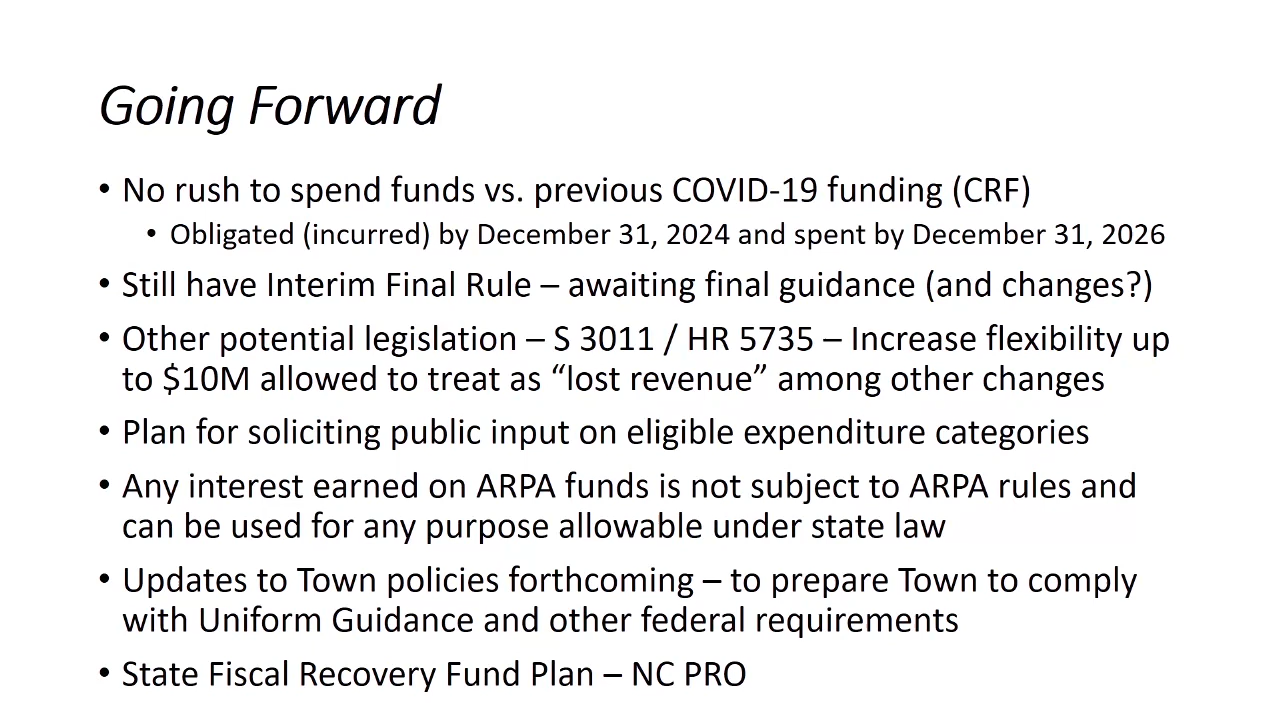 Going Forward
• No rush to spend funds vs. previous COVID-19 funding (CRF)
• Obligated (incurred) by December 31, 2024 and spent by December 31, 2026
• Still have Interim Final Rule – awaiting final guidance (and changes?)
• Other potential legislation – S 3011 / HR 5735 – Increase flexibility up
to $10M allowed to treat as “lost revenue” among other changes
• Plan for soliciting public input on eligible expenditure categories
• Any interest earned on ARPA funds is not subject to ARPA rules and
can be used for any purpose allowable under state law
• Updates to Town policies forthcoming – to prepare Town to comply
with Uniform Guidance and other federal requirements
• State Fiscal Recovery Fund Plan – NC PRO